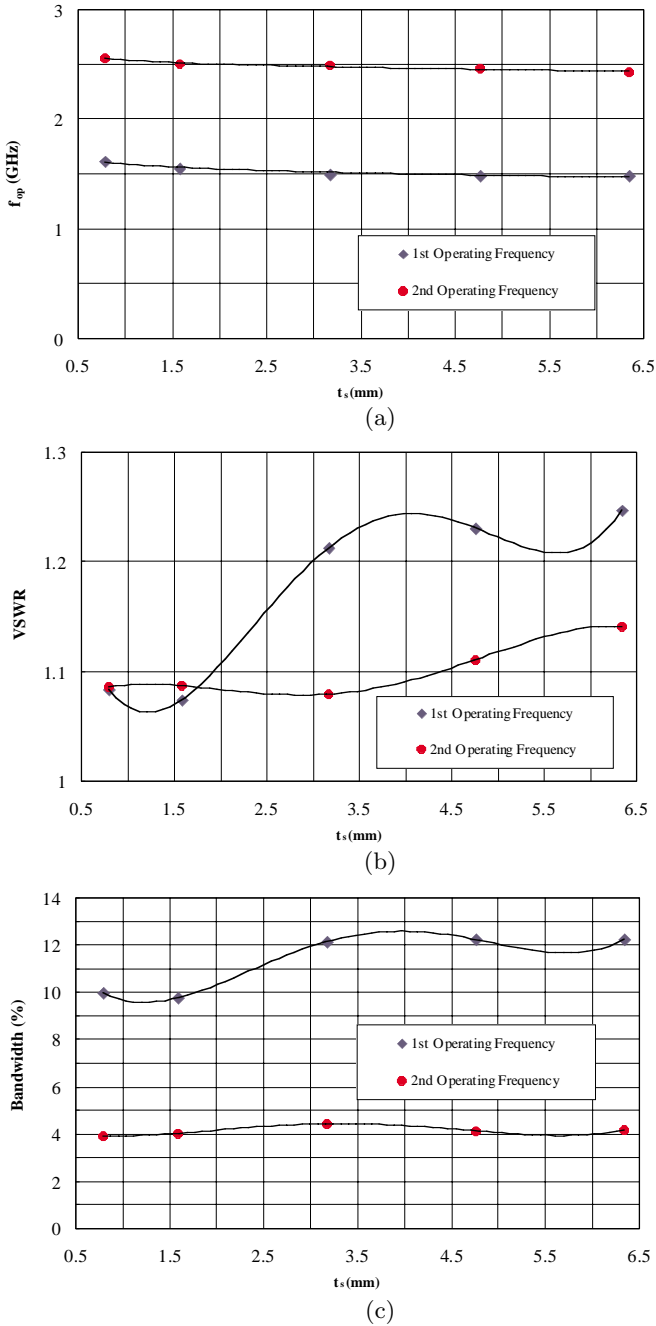 3
2
1
0
f op (GHz)
1st Operating Frequency
2nd Operating Frequency
0.5 1.5 2.5 3.5 4.5 5.5 6.5
t s (mm)
(a)
1.3
1.2
1.1
1
VSWR
1st Operating Frequency
2nd Operating Frequency
0.5 1.5 2.5 3.5 4.5 5.5 6.5
t s (mm)
(b)
14
12
10
8
6
4
2
0
Bandwidth (%)
1st Operating Frequency
2nd Operating Frequency
0.5 1.5 2.5 3.5 4.5 5.5 6.5
t s (mm)
(c)